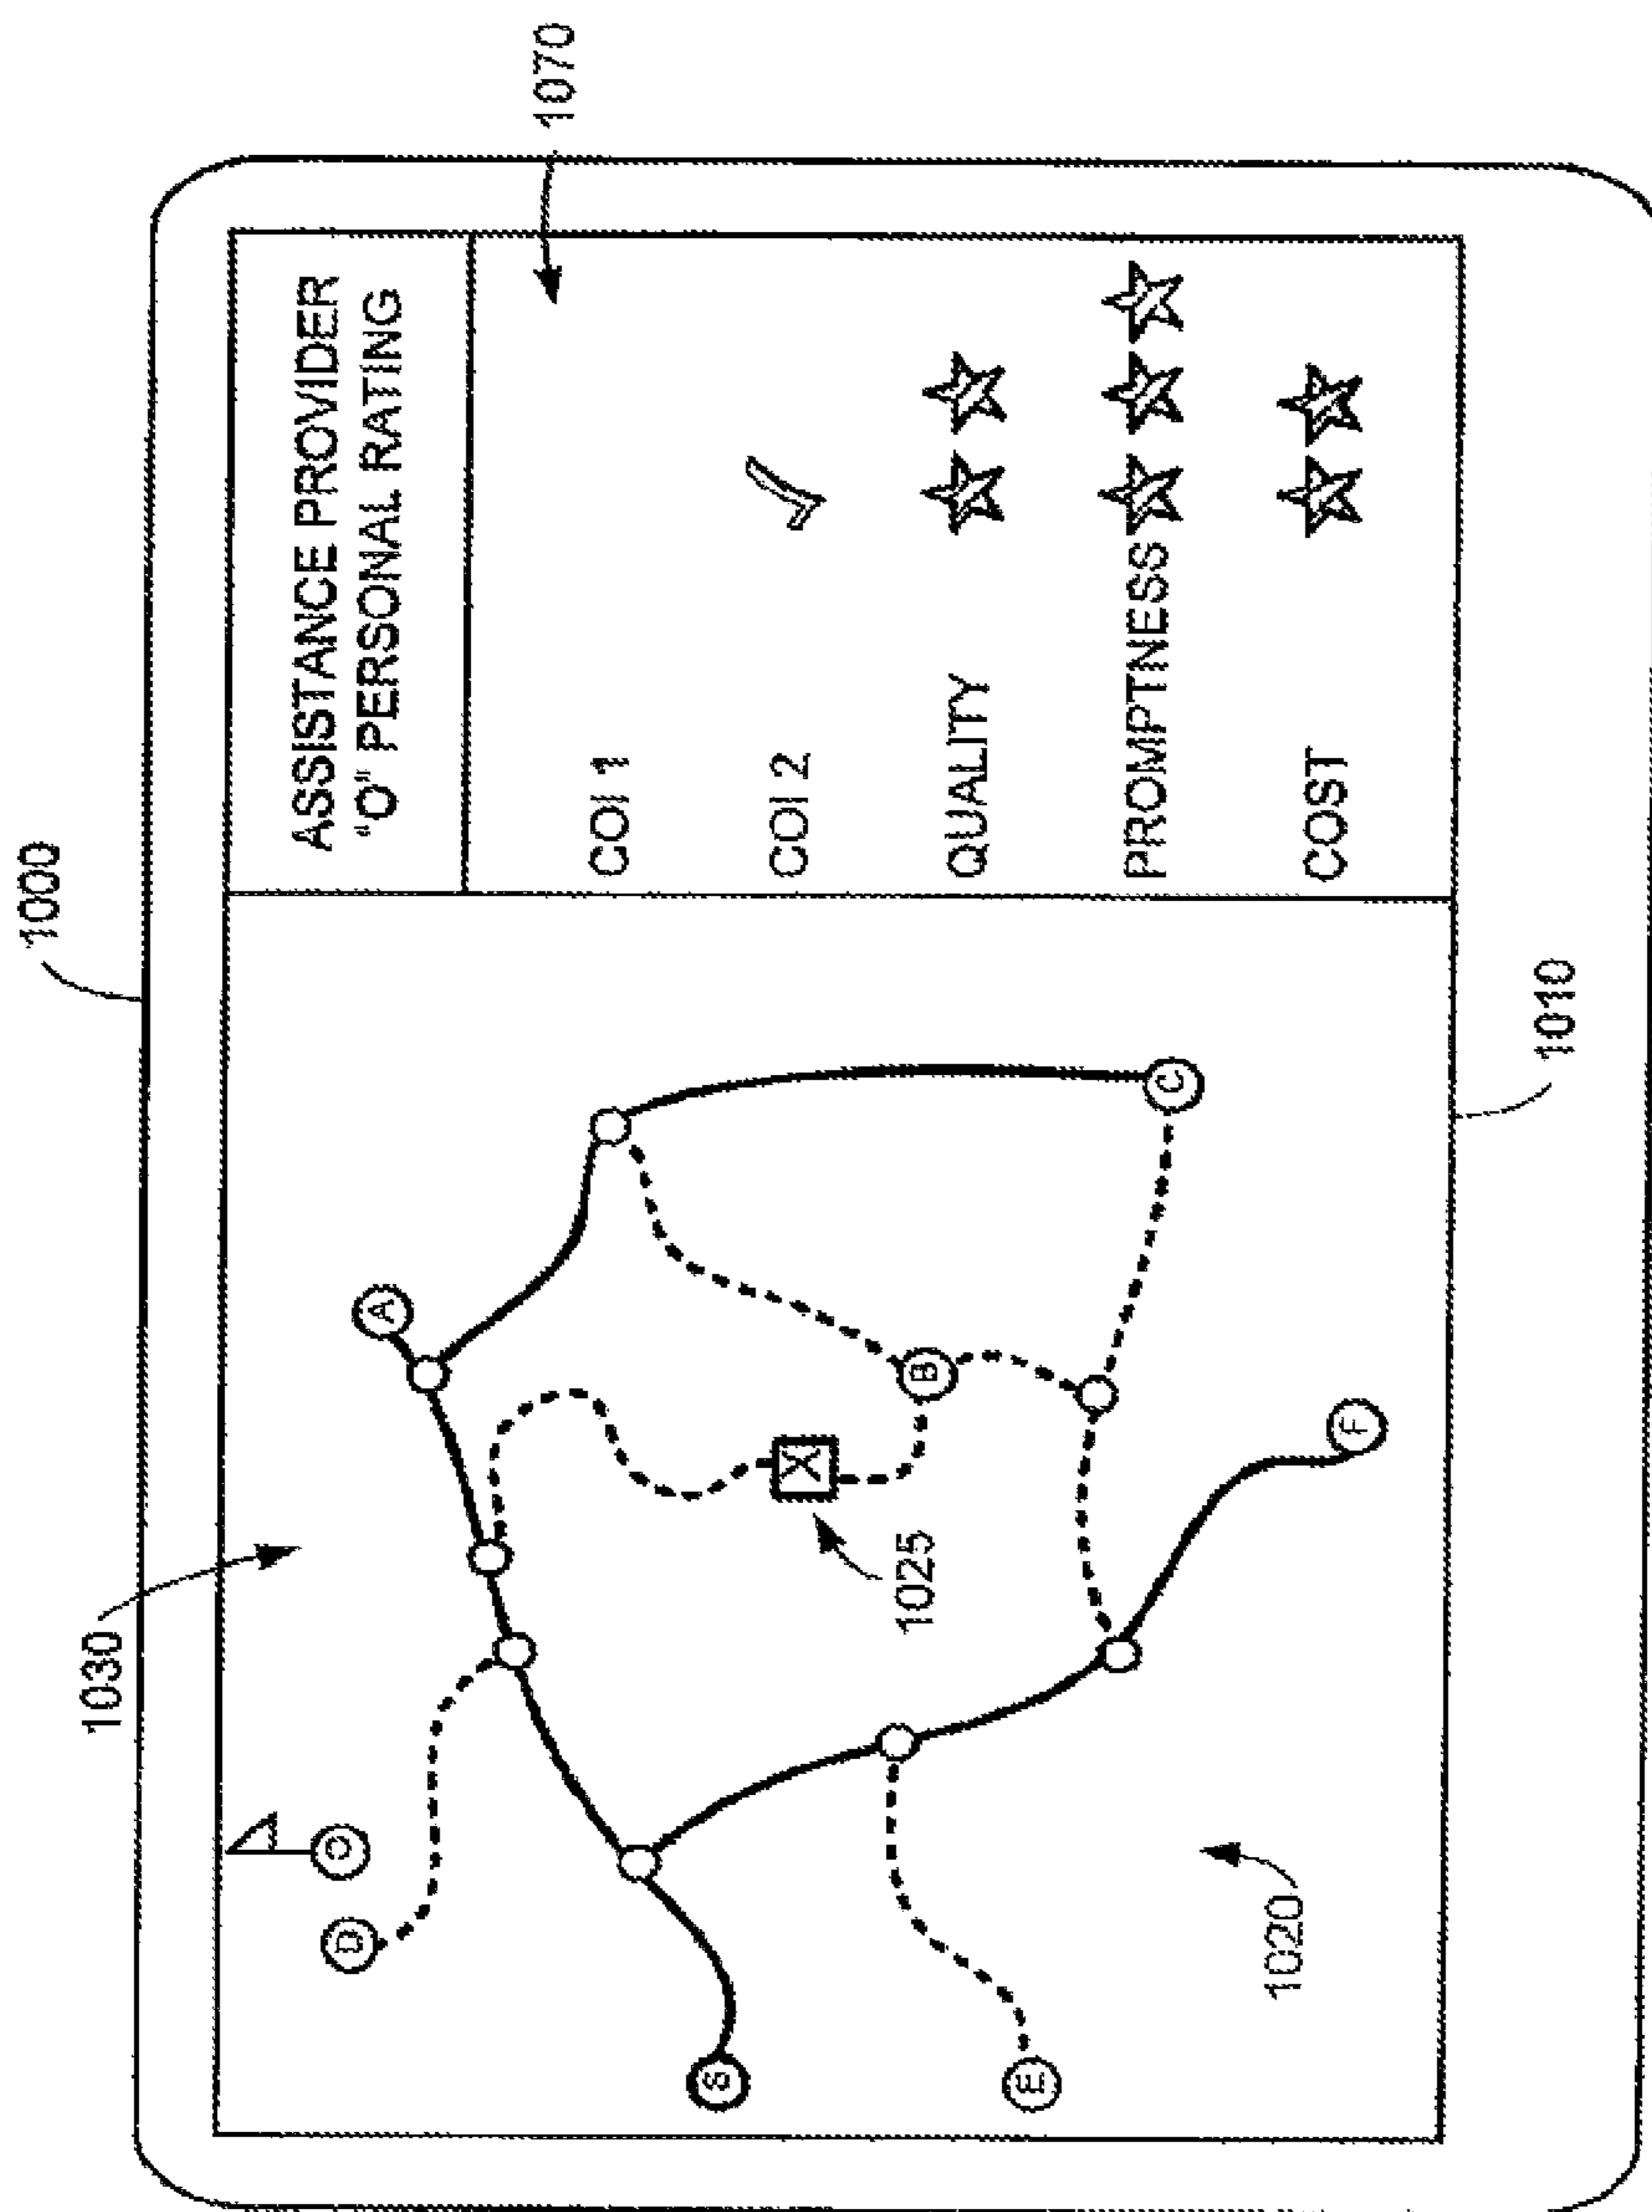 1000
1030
1070
ASSISTANCE PROVIDER
"O" PERSONAL RATING
D
O
A
S
X
1025
B
E
C
F
1020
COI 1
COI 2
QUALITY
PROMPTNESS
COST
1010